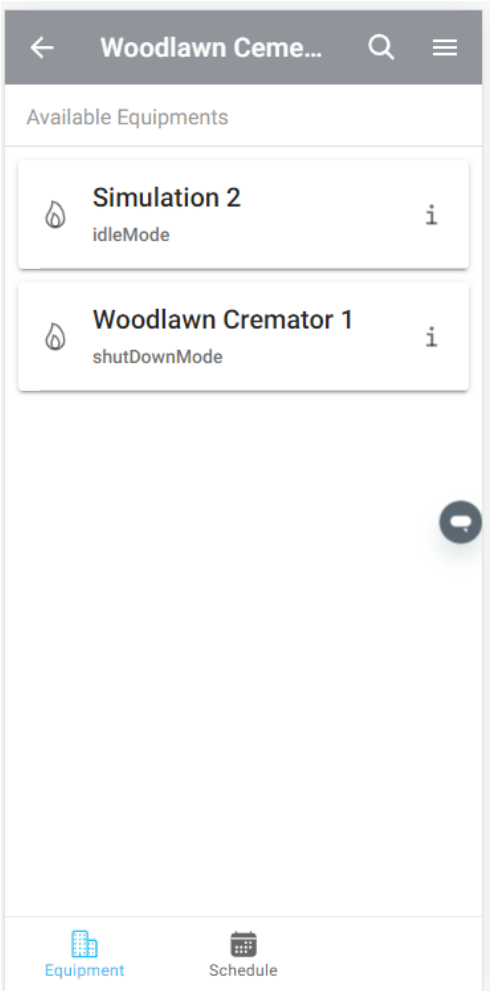 Woodlawn Ceme...
Available Equipments
Simulation 2
idleMode
i
Woodlawn Cremator 1
shutDownMode
i
Equipment
Schedule